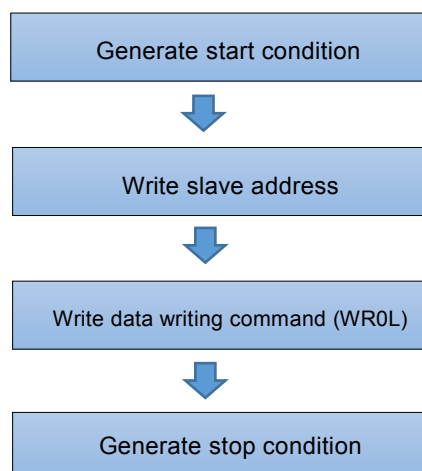 Generate start condition
Write slave address
Write data writing command (WR0L)
Generate stop condition